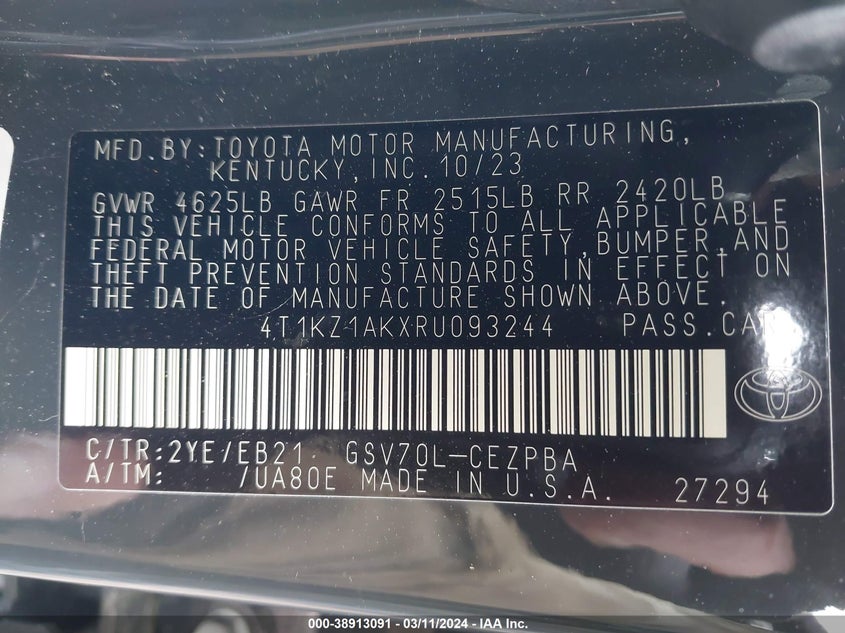 MFD.BY:TOYOTA MOTOR MANUFACTURING,
KENTUCKY,INC.10/23
GVWR 4625LB GAWR FR 2515LB RR 2420LB
THIS VEHICLE CONFORMS TO ALL APPLICABLE
FEDERAL MOTOR VEHICLE SAFETY,BUMPER,AND
THEFT PREVENTION STANDARDS IN EFFECT ON
THE DATE OF MANUFACTURE SHOWN ABOVE.
4T1KZ1AKXRU093244 PASS.CAR
C/TR:2YE/EB21 GSV70L-CEZPBA
A/TM: /UA80E MADE IN U.S.A. 27294
000-38913091 - 03/11/2024 - IAA Inc.